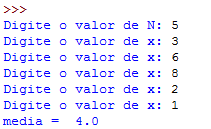 >>>
Digite o valor de N: 5
Digite o valor de x: 3
Digite o valor de x: 6
Digite o valor de x: 8
Digite o valor de x: 2
Digite o valor de x: 1
media =  4.0